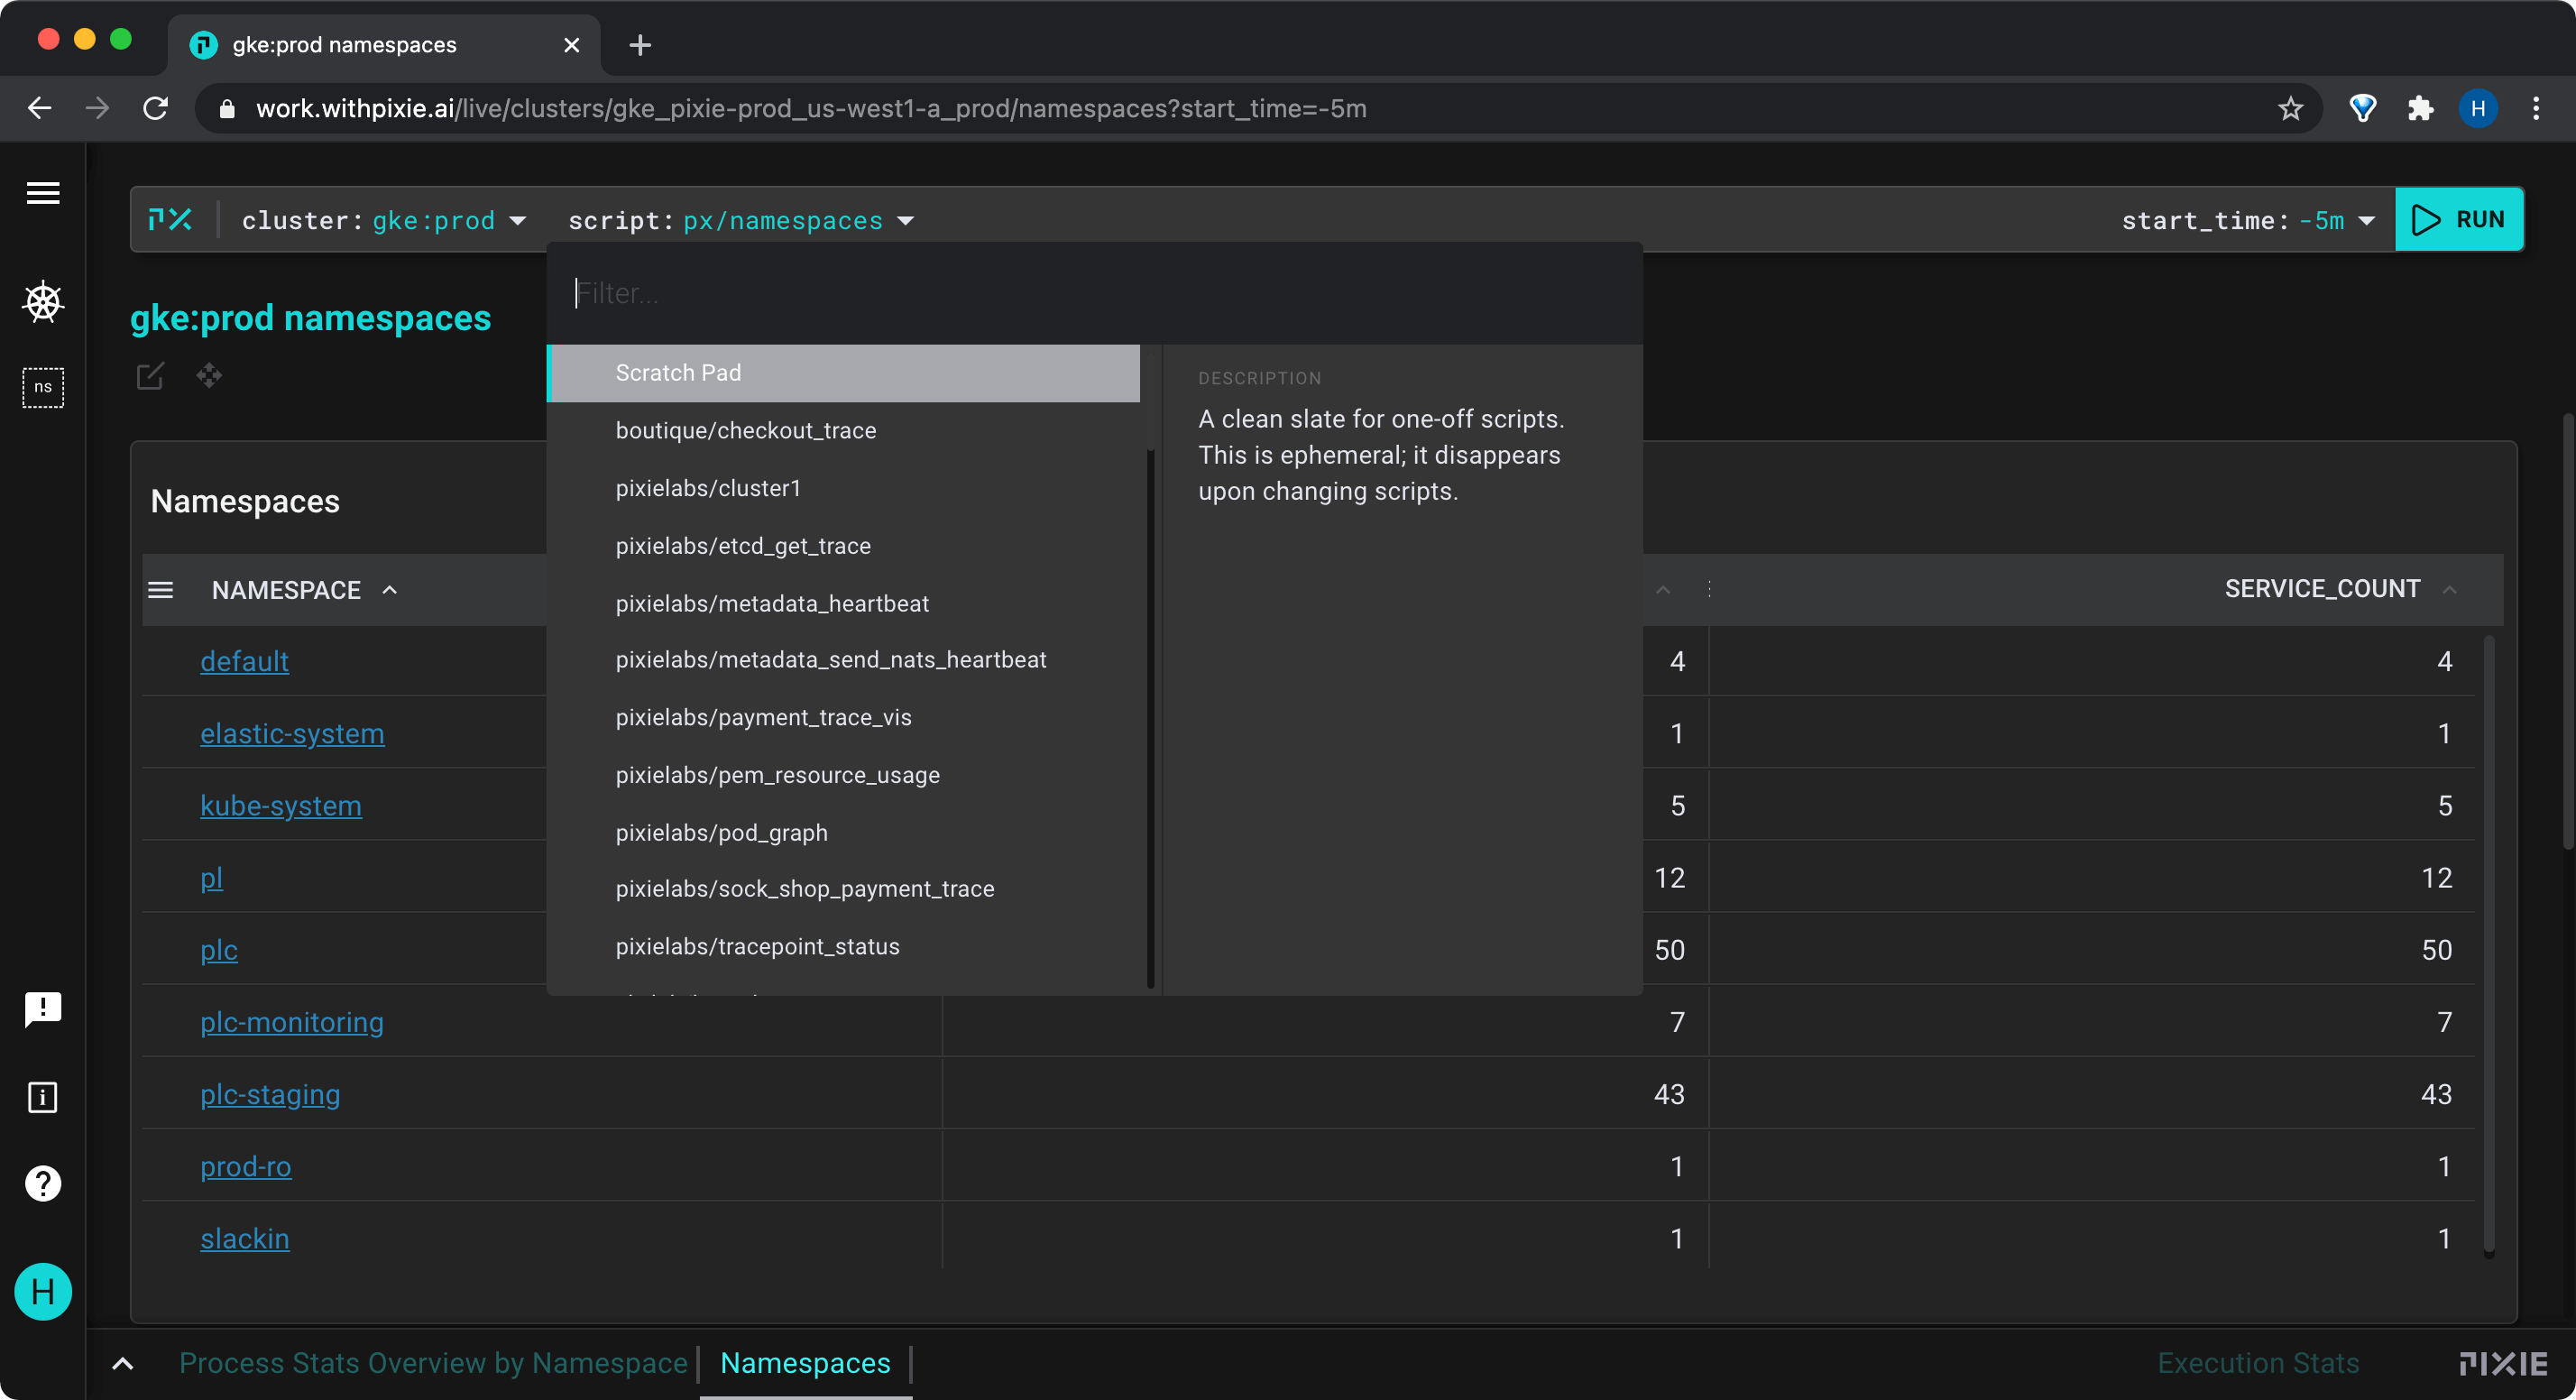 gke:prod namespaces
work.withpixie.ai/live/clusters/gke_pixie-prod_us-west1-a_prod/namespaces?start_time=-5m
H
cluster: gke:prod
script: px/namespaces
start_time: -5m
RUN
Filter...
gke:prod namespaces
ns
Scratch Pad
boutique/checkout_trace
pixielabs/cluster1
pixielabs/etcd_get_trace
pixielabs/metadata_heartbeat
pixielabs/metadata_send_nats_heartbeat
pixielabs/payment_trace_vis
pixielabs/pem_resource_usage
pixielabs/pod_graph
pixielabs/sock_shop_payment_trace
pixielabs/tracepoint_status
DESCRIPTION
A clean slate for one-off scripts.
This is ephemeral; it disappears
upon changing scripts.
Namespaces
NAMESPACE SERVICE_COUNT
default 4 4
elastic-system 1 1
kube-system 5 5
pl 12 12
plc 50 50
plc-monitoring 7 7
plc-staging 43 43
prod-ro 1 1
slackin 1 1
H
Process Stats Overview by Namespace
Namespaces
Execution Stats
PIXIE